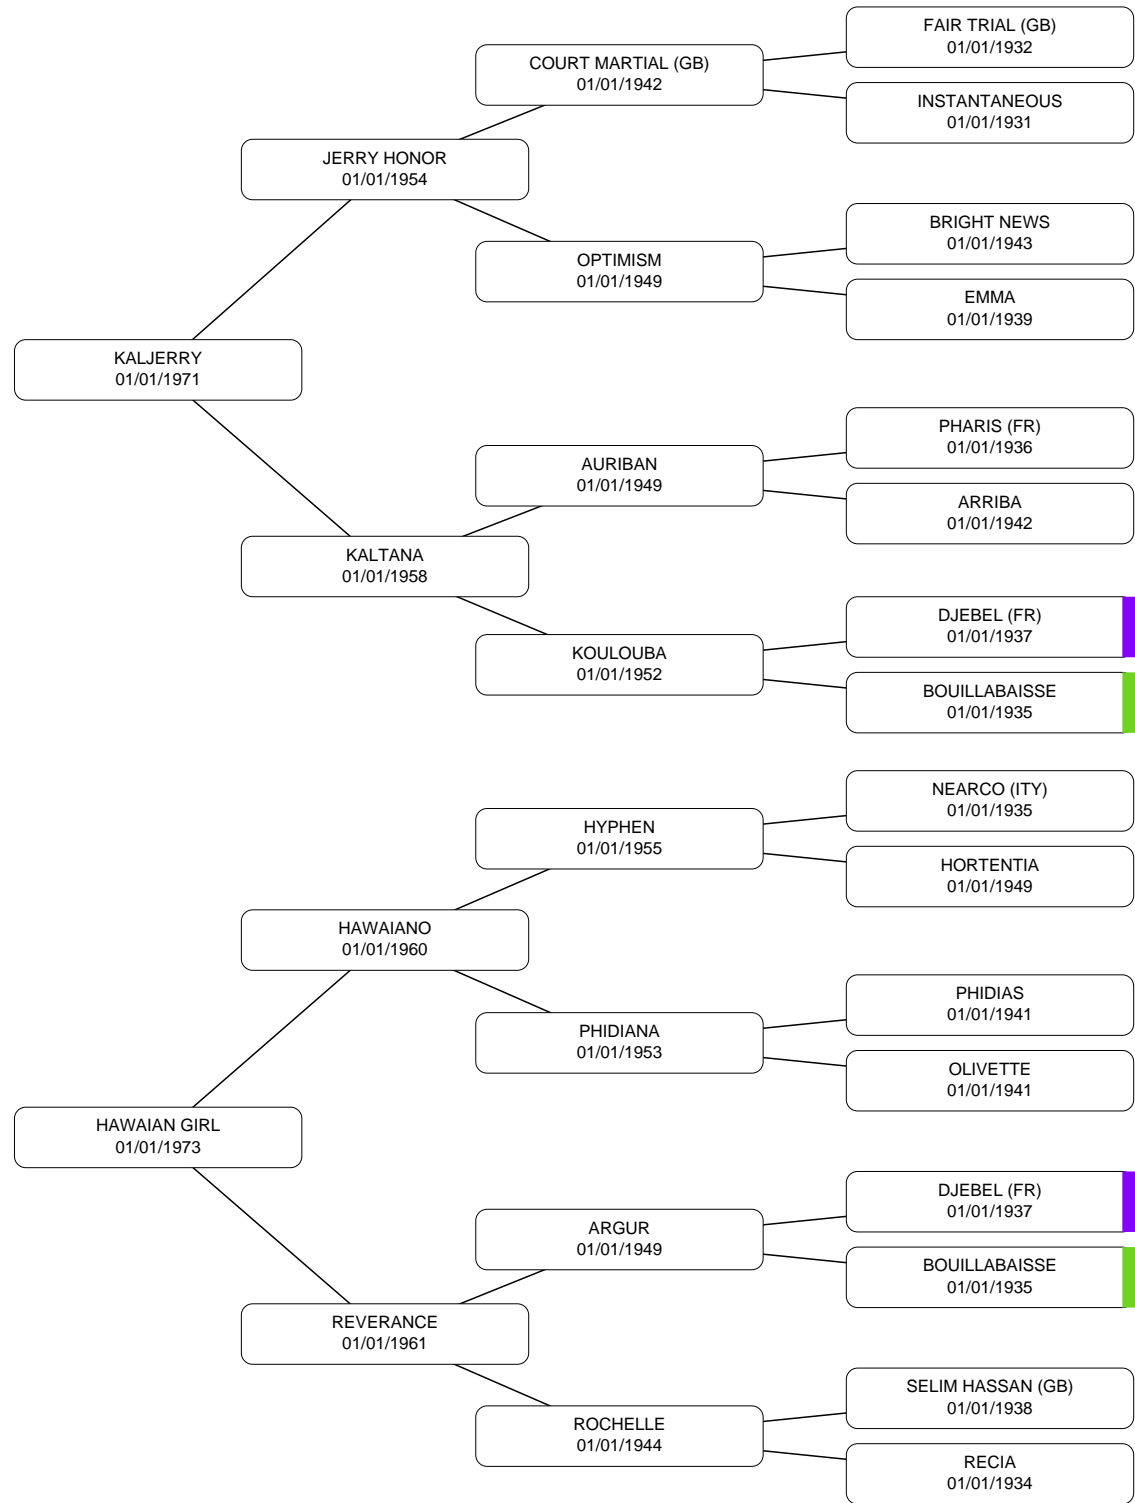 FAIR TRIAL (GB)
01/01/1932
COURT MARTIAL (GB)
01/01/1942
INSTANTANEOUS
01/01/1931
JERRY HONOR
01/01/1954
BRIGHT NEWS
01/01/1943
OPTIMISM
01/01/1949
EMMA
01/01/1939
KALJERRY
01/01/1971
PHARIS (FR)
01/01/1936
AURIBAN
01/01/1949
ARRIBA
01/01/1942
KALTANA
01/01/1958
DJEBEL (FR)
01/01/1937
KOULOUBA
01/01/1952
BOUILLABAISSE
01/01/1935
NEARCO (ITY)
01/01/1935
HYPHEN
01/01/1955
HORTENTIA
01/01/1949
HAWAIANO
01/01/1960
PHIDIAS
01/01/1941
PHIDIANA
01/01/1953
OLIVETTE
01/01/1941
HAWAIAN GIRL
01/01/1973
DJEBEL (FR)
01/01/1937
ARGUR
01/01/1949
BOUILLABAISSE
01/01/1935
REVERANCE
01/01/1961
SELIM HASSAN (GB)
01/01/1938
ROCHELLE
01/01/1944
RECIA
01/01/1934